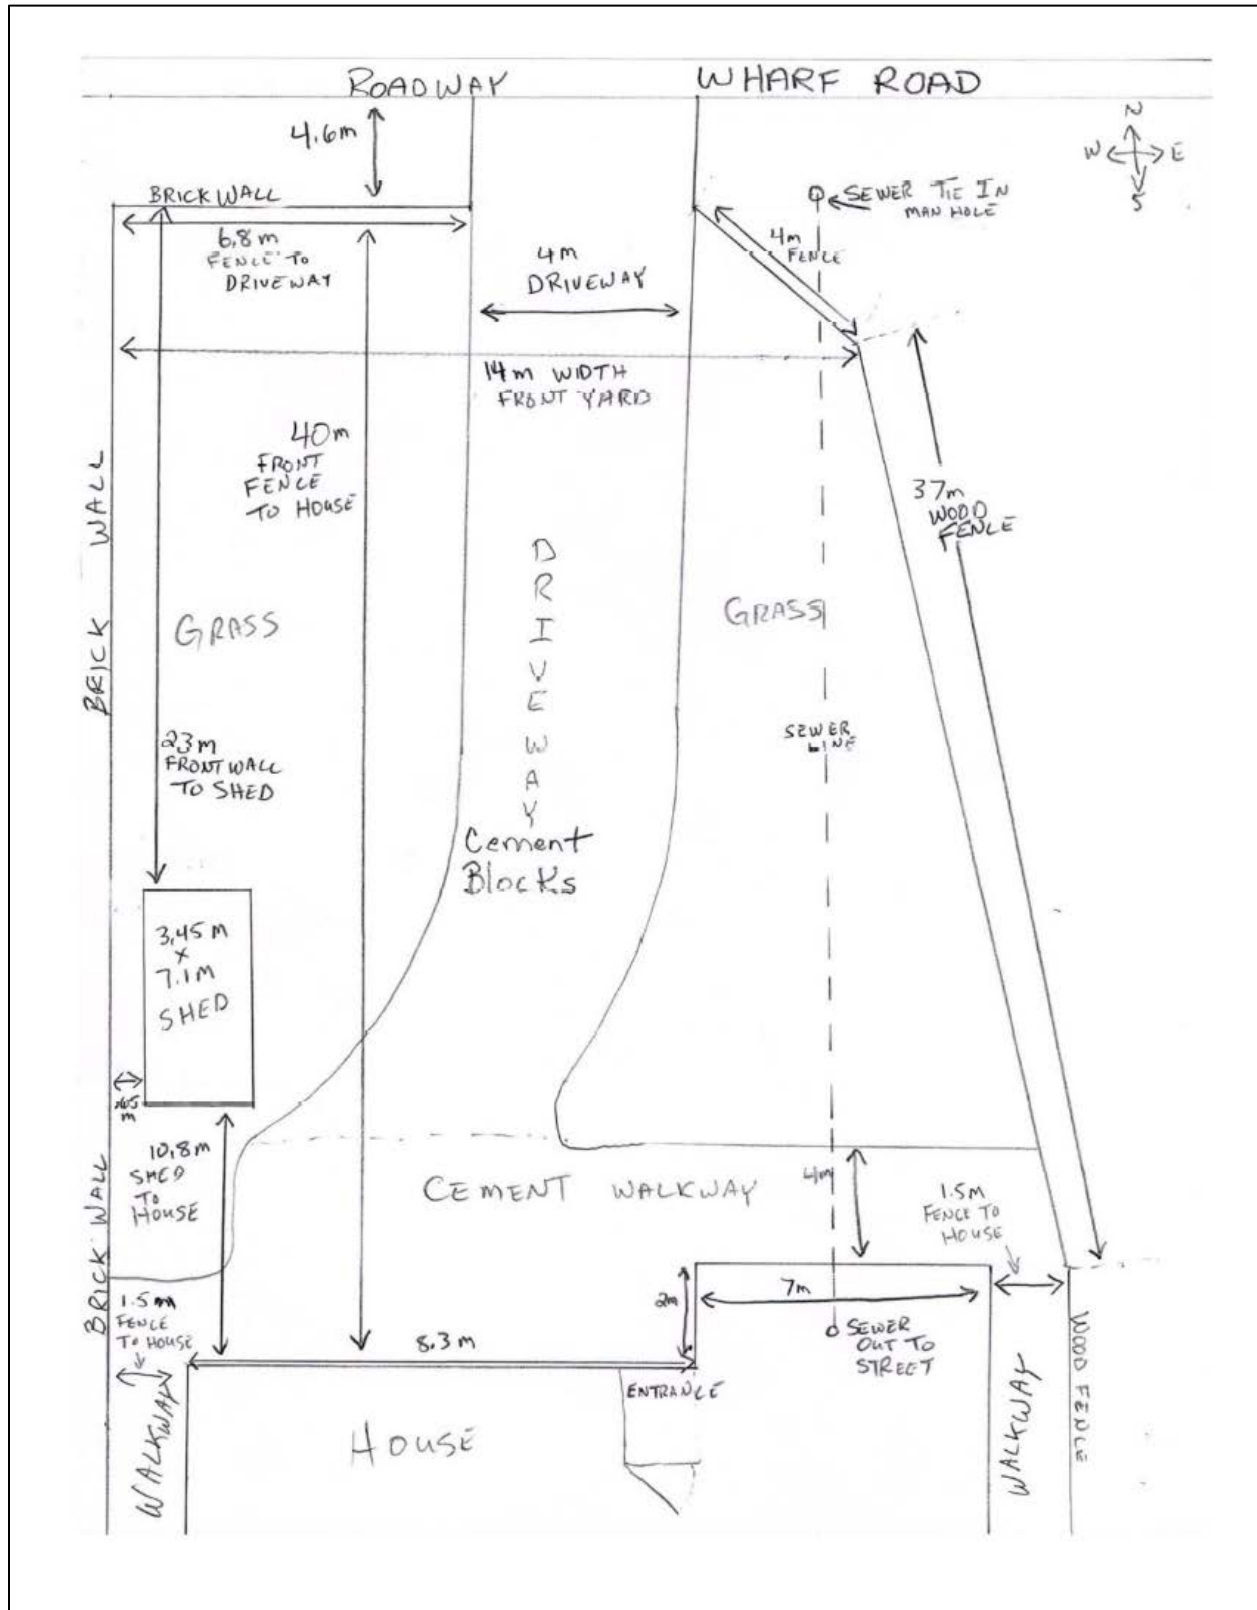 ROADWAY
WHARF ROAD
4.6m
N
W
E
S
BRICK WALL
SEWER TIE IN
MAN HOLE
6.8m
FENCE TO
DRIVEWAY
4m
DRIVEWAY
4m
FENCE
14m WIDTH
FRONT YARD
40m
FRONT
FENCE
TO HOUSE
37m
WOOD
FENCE
BRICK WALL
GRASS
DRIVEWAY
GRASS
SEWER
LINE
23m
FRONT WALL
TO SHED
Cement
Blocks
3.45 m
x
7.1m
SHED
m
10.8m
SHED
TO
HOUSE
CEMENT WALKWAY
4m
1.5m
FENCE TO
HOUSE
BRICK WALL
1.5m
FENCE
TO HOUSE
2m
7m
8.3m
SEWER
OUT TO
STREET
ENTRANCE
WALKWAY
HOUSE
WALKWAY
WOOD FENCE